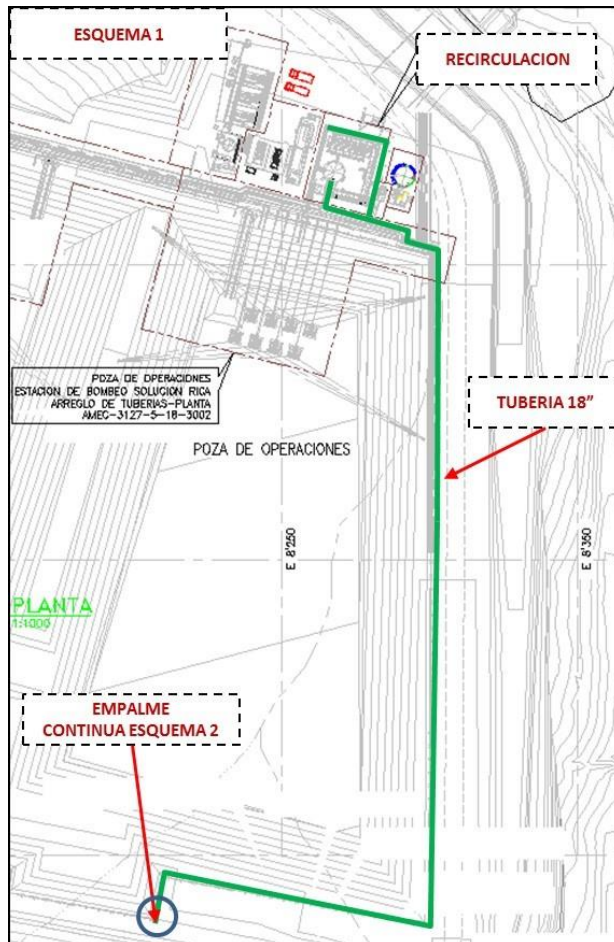 ESQUEMA 1
RECIRCULACION
POZA DE OPERACIONES
ESTACION DE BOMBEO SOLUCION RICA
ARREGLO DE TUBERIAS-PLANTA
AMEC-3127-5-18-3002
TUBERIA 18"
POZA DE OPERACIONES
E 8'250
E 8'350
PLANTA
1:1000
EMPALME
CONTINUA ESQUEMA 2